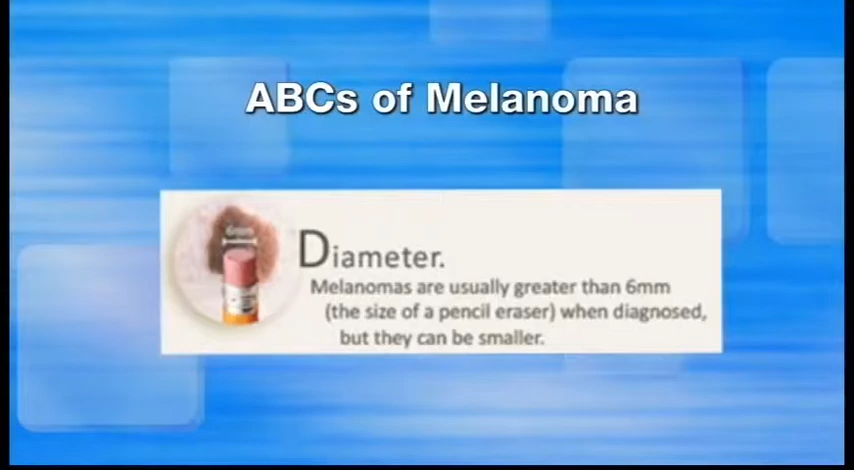 ABCs of Melanoma
6mm
Diameter.
Melanomas are usually greater than 6mm
(the size of a pencil eraser) when diagnosed,
but they can be smaller.